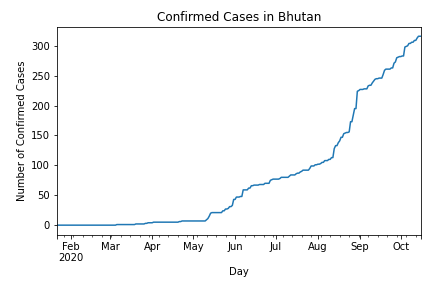 Confirmed Cases in Bhutan
Number of Confirmed Cases
300
250
200
150
100
50
0
Feb Mar Apr May Jun Jul Aug Sep Oct
2020
Day